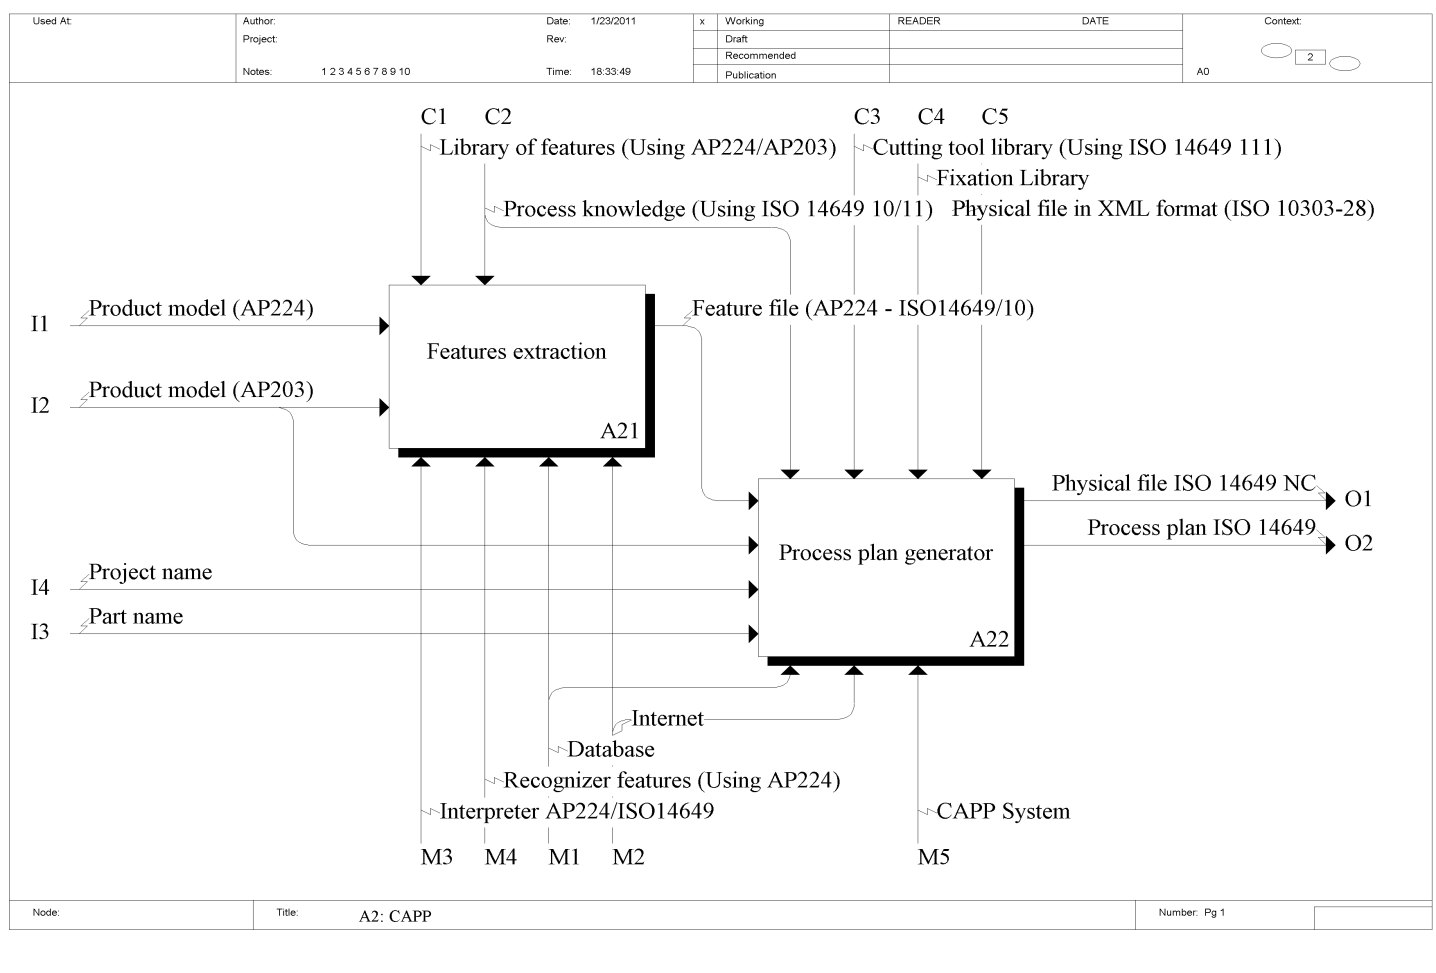 Used At:
Author:
Date: 1/23/2011
x Working
READER
DATE
Context:
Project:
Rev:
Draft
Recommended
2
Notes: 1 2 3 4 5 6 7 8 9 10
Time: 18:33:49
Publication
A0
C1 C2 C3 C4 C5
Library of features (Using AP224/AP203)
Cutting tool library (Using ISO 14649 111)
Fixation Library
Process knowledge (Using ISO 14649 10/11)
Physical file in XML format (ISO 10303-28)
I1 Product model (AP224)
Feature file (AP224 - ISO14649/10)
Features extraction
I2 Product model (AP203)
A21
Physical file ISO 14649 NC O1
Process plan ISO 14649 O2
Process plan generator
I4 Project name
I3 Part name
A22
Internet
Database
Recognizer features (Using AP224)
Interpreter AP224/ISO14649
CAPP System
M3 M4 M1 M2 M5
Node:
Title: A2: CAPP
Number: Pg 1